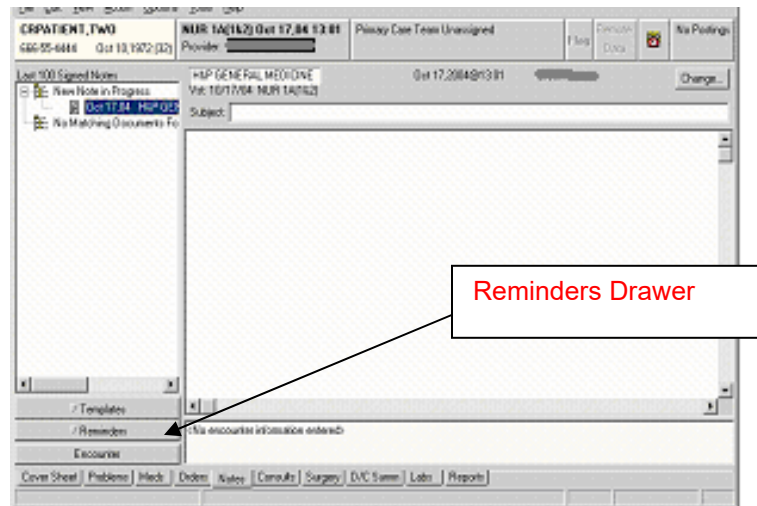 CRPATIENT,TWO
666-55-4444 Oct 10,1972 (32)
NUR 1A(1&2) Oct 17,04 13:01
Provider:
Primary Care Team Unassigned
Flag
Remote
Data
No Postings
Last 100 Signed Notes
New Note in Progress
Oct 17,04 H&P GEN
No Matching Documents Fo
H&P GENERAL MEDICINE
Oct 17,2004@13:01
Change...
Vst: 10/17/04 NUR 1A(1&2)
Subject:
Reminders Drawer
/ Templates
/ Reminders
Encounter
<No encounter information entered>
Cover Sheet
Problems
Meds
Orders
Notes
Consults
Surgery
D/C Summ
Labs
Reports